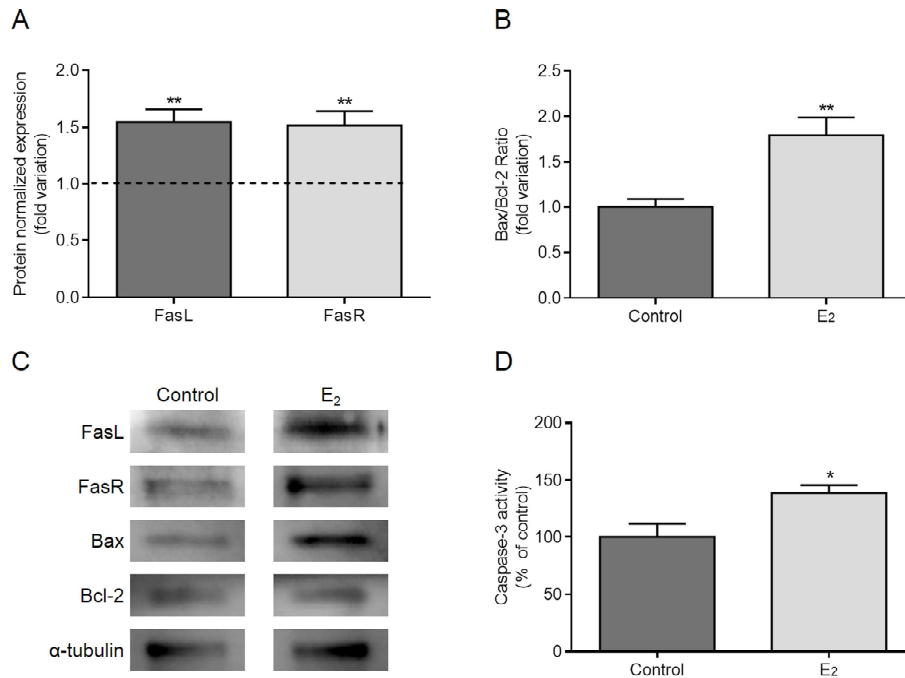 A
Protein normalized expression
(fold variation)
2.0
1.5
1.0
0.5
0.0
**
**
FasL
FasR
B
Bax/Bcl-2 Ratio
(fold variation)
2.5
2.0
1.5
1.0
0.5
0.0
**
Control
E₂
C
Control
E₂
FasL
FasR
Bax
Bcl-2
α-tubulin
D
Caspase-3 activity
(% of control)
200
150
100
50
0
*
Control
E₂